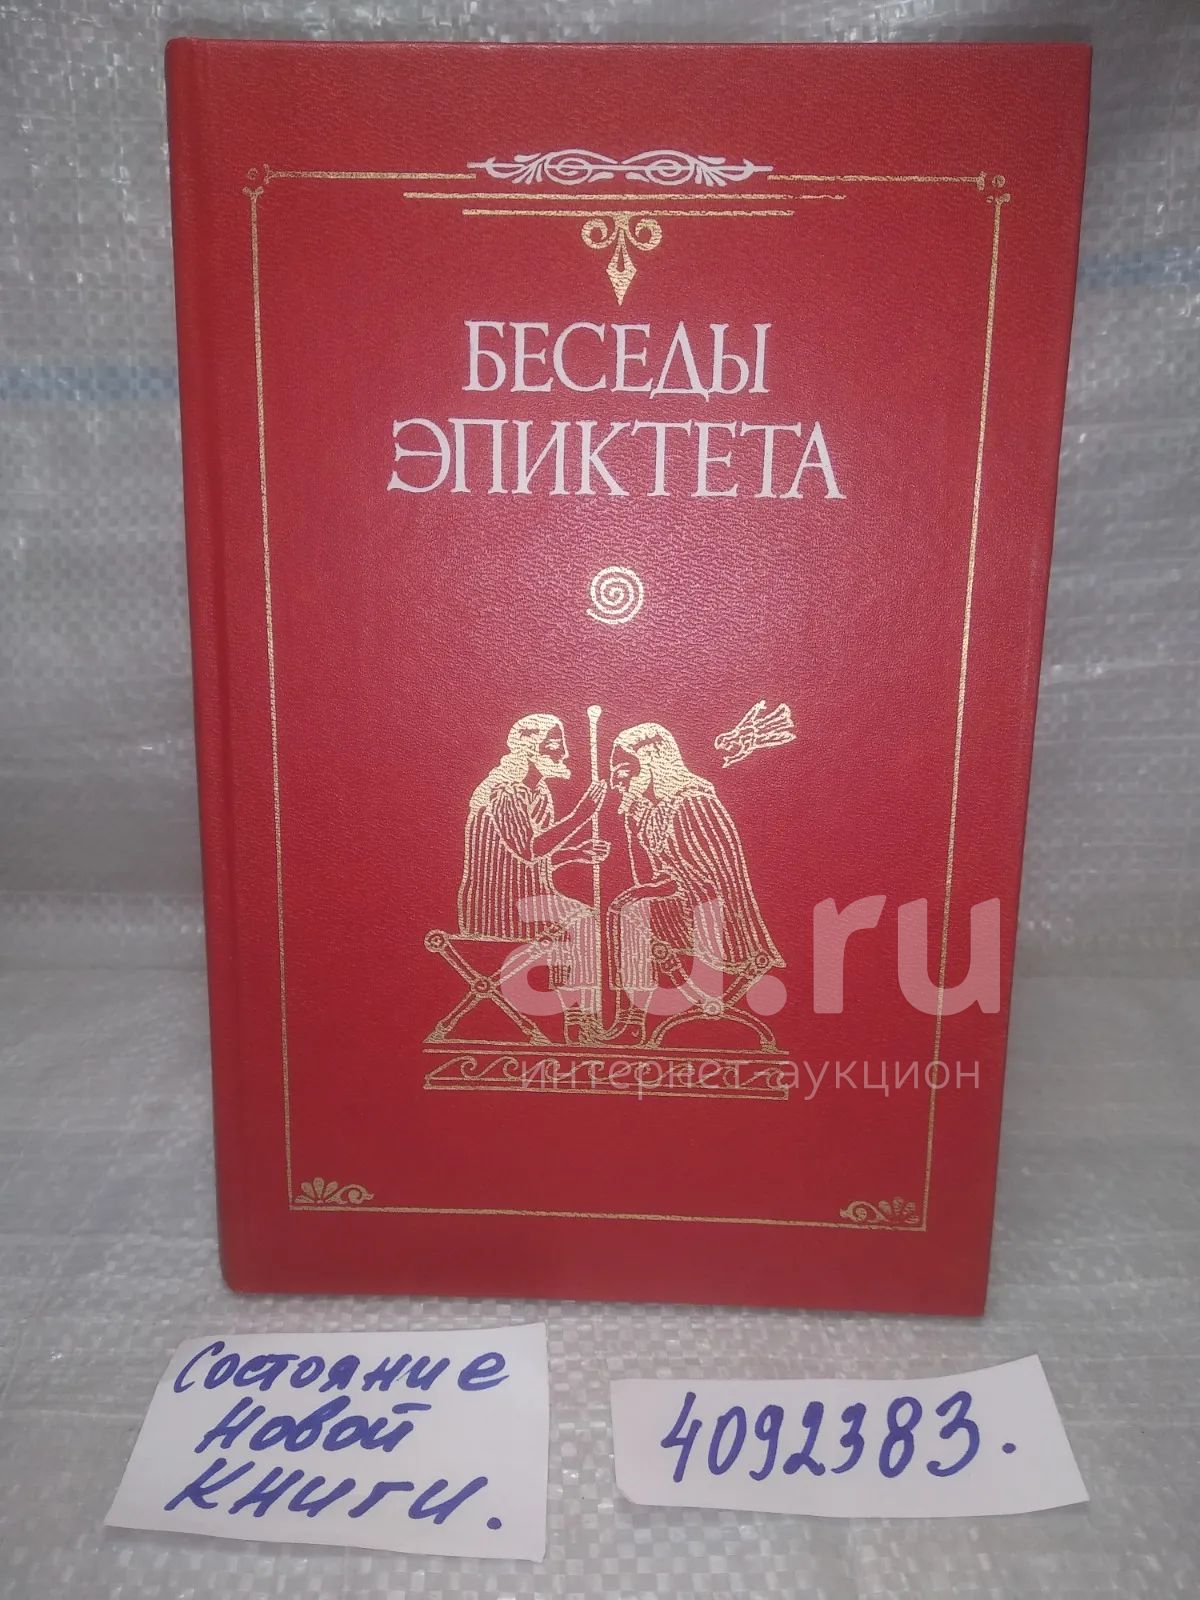 БЕСЕДЫ
ЭПИКТЕТА
au.ru
интернет-аукцион
Состояние
новой
книги.
4092383.